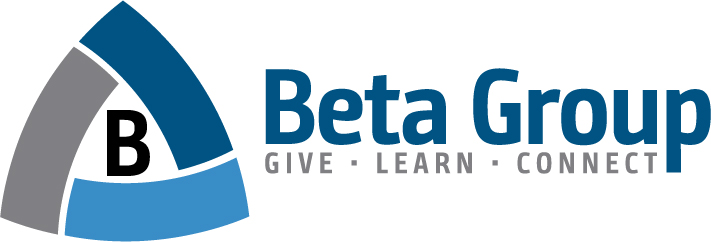 B
Beta Group
GIVE · LEARN · CONNECT